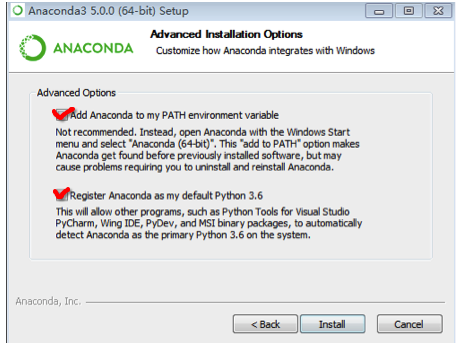 Anaconda3 5.0.0 (64-bit) Setup
ANACONDA
Advanced Installation Options
Customize how Anaconda integrates with Windows
Advanced Options
Add Anaconda to my PATH environment variable
Not recommended. Instead, open Anaconda with the Windows Start
menu and select "Anaconda (64-bit)". This "add to PATH" option makes
Anaconda get found before previously installed software, but may
cause problems requiring you to uninstall and reinstall Anaconda.
Register Anaconda as my default Python 3.6
This will allow other programs, such as Python Tools for Visual Studio
PyCharm, Wing IDE, PyDev, and MSI binary packages, to automatically
detect Anaconda as the primary Python 3.6 on the system.
Anaconda, Inc.
< Back
Install
Cancel